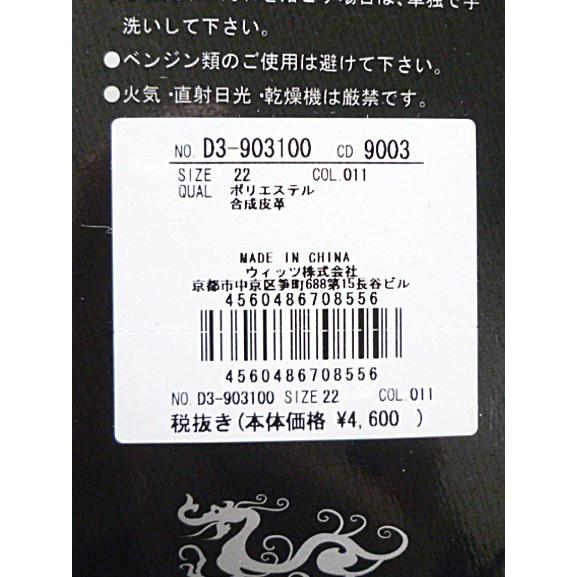 洗いして下さい。
●ベンジン類のご使用は避けて下さい。
●火気・直射日光・乾燥機は厳禁です。
NO. D3-903100 CD 9003
SIZE 22 COL.011
QUAL ポリエステル
合成皮革
MADE IN CHINA
ウィッツ株式会社
京都市中京区笋町688第15長谷ビル
4560486708556
4560486708556
NO. D3-903100 SIZE 22 COL.011
税抜き(本体価格 ¥4,600 )